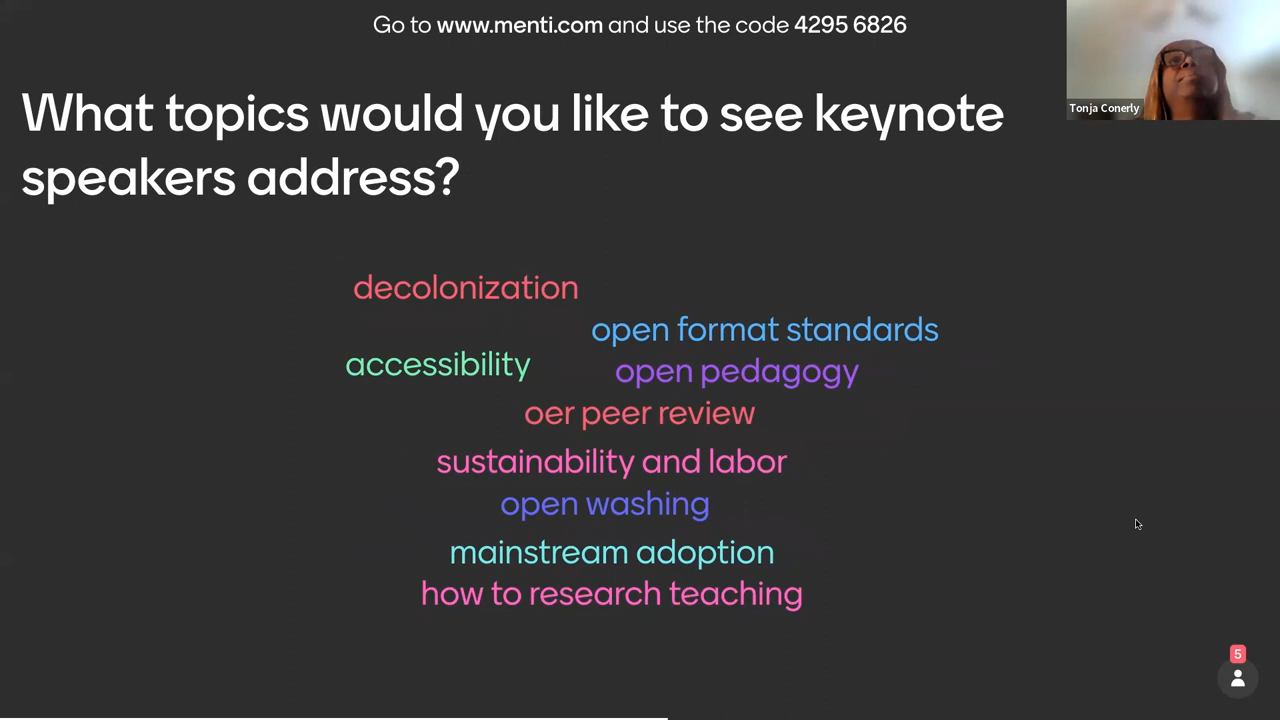 Go to www.menti.com and use the code 4295 6826
Tonja Conerly
What topics would you like to see keynote
speakers address?
decolonization
open format standards
accessibility
open pedagogy
oer peer review
sustainability and labor
open washing
mainstream adoption
how to research teaching
5